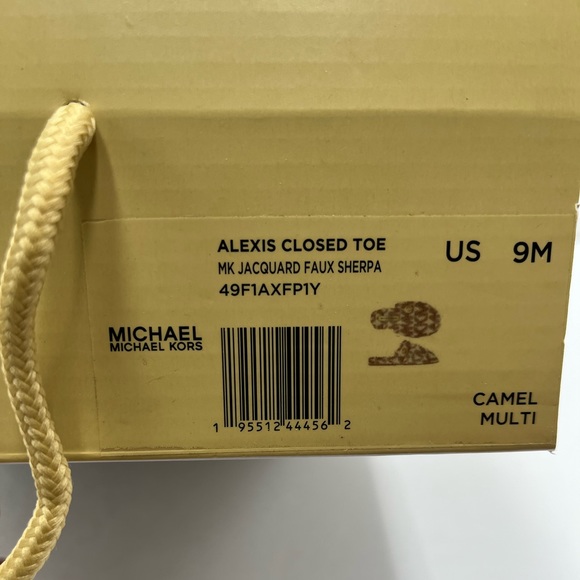 ALEXIS CLOSED TOE
MK JACQUARD FAUX SHERPA
49F1AXFP1Y
US 9M
MICHAEL
MICHAEL KORS
1 95512 44456 2
CAMEL
MULTI